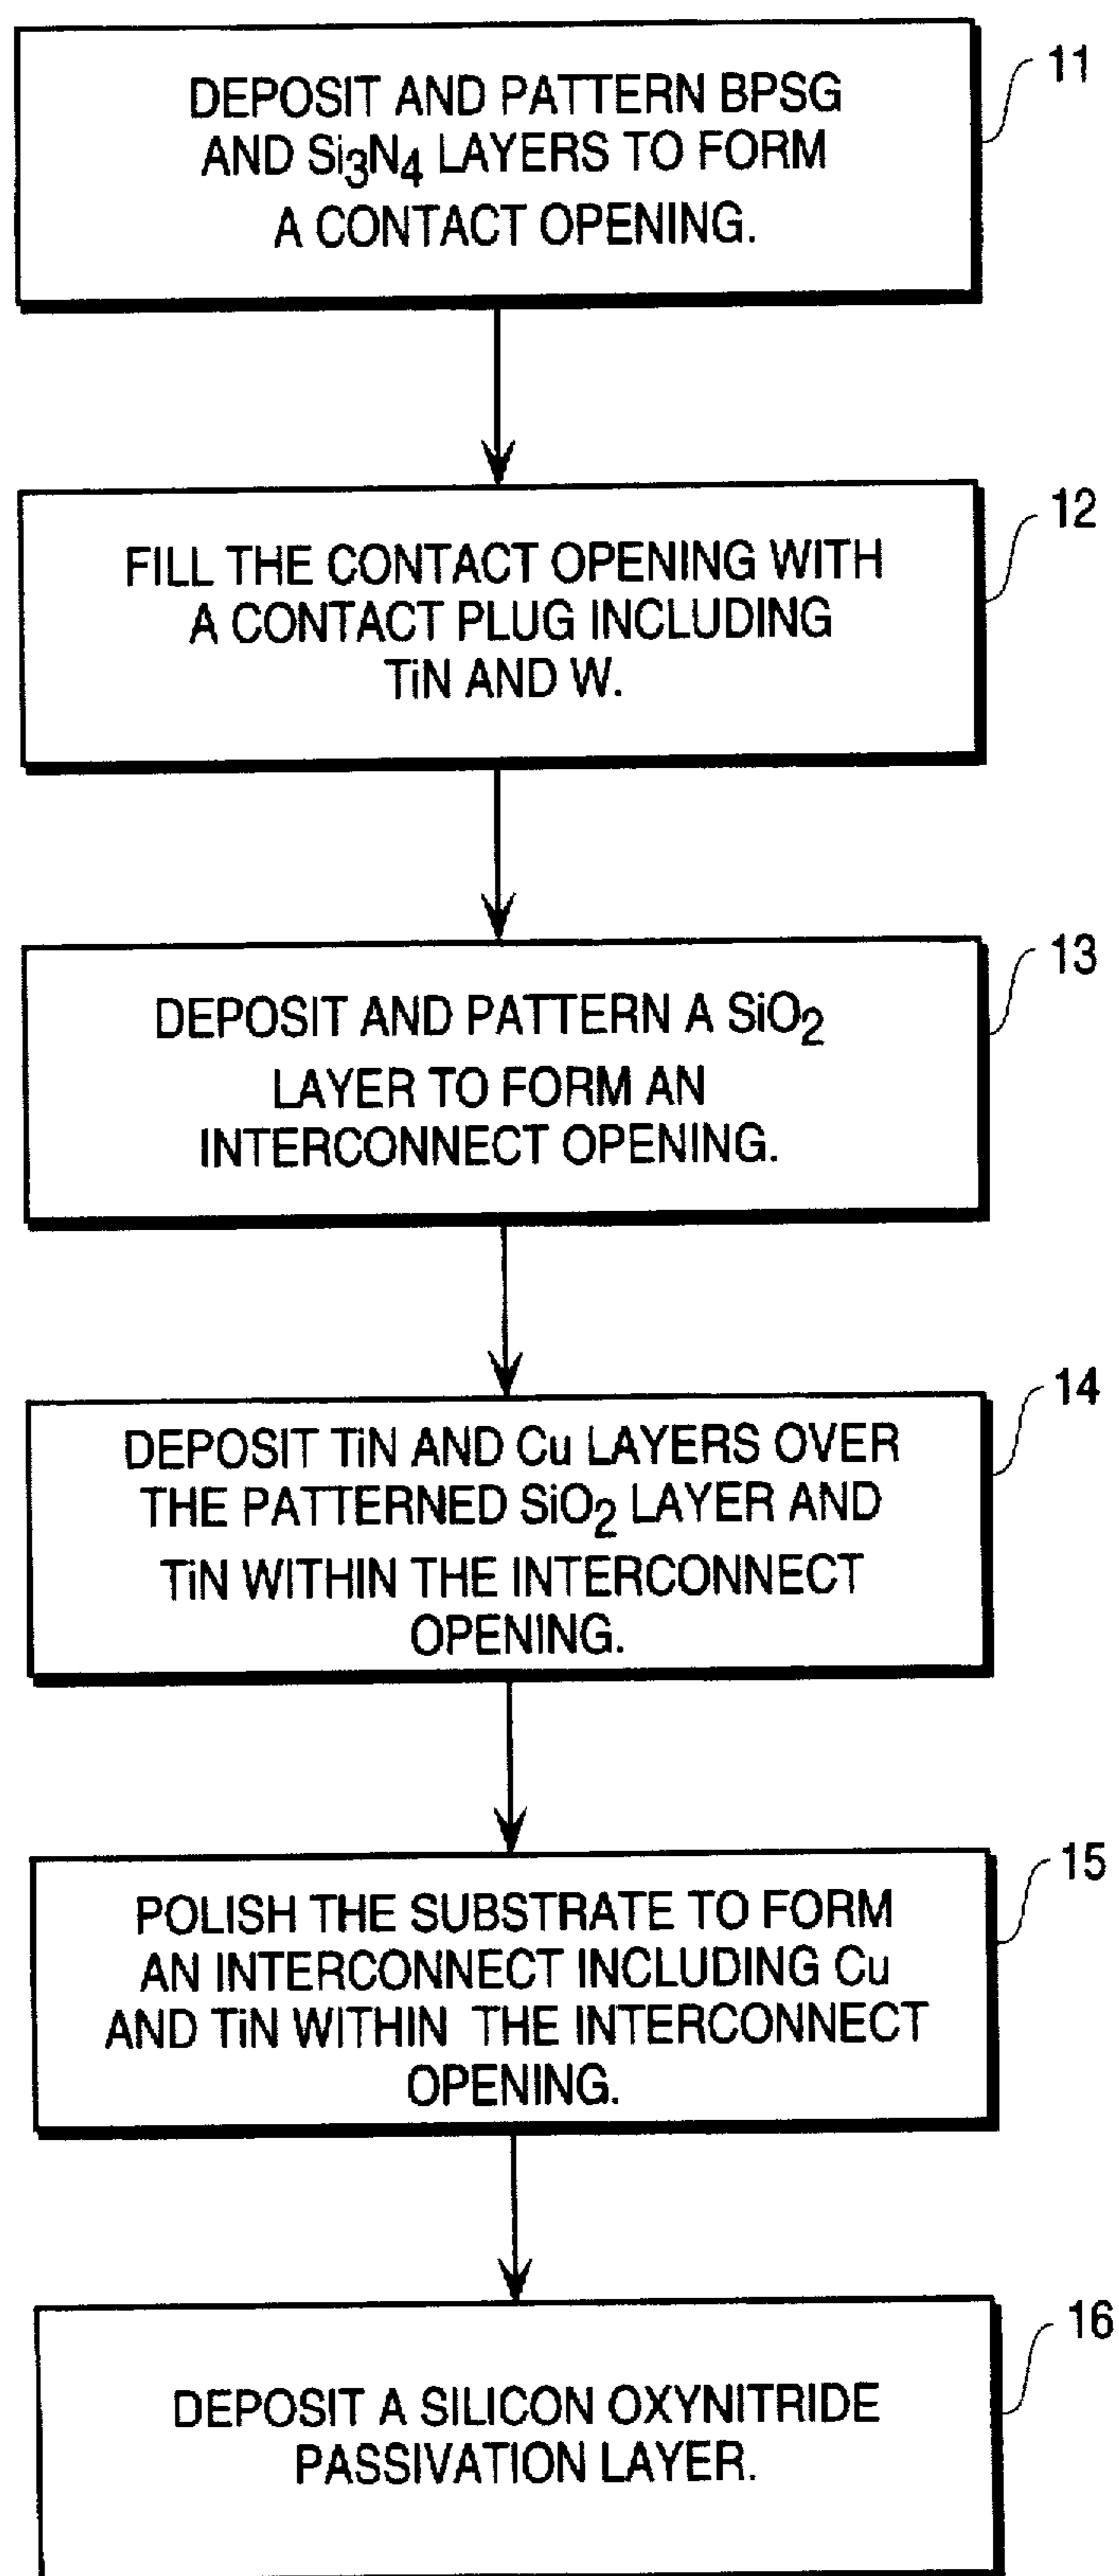 11
DEPOSIT AND PATTERN BPSG
AND Si₃N₄ LAYERS TO FORM
A CONTACT OPENING.
12
FILL THE CONTACT OPENING WITH
A CONTACT PLUG INCLUDING
TiN AND W.
13
DEPOSIT AND PATTERN A SiO₂
LAYER TO FORM AN
INTERCONNECT OPENING.
14
DEPOSIT TiN AND Cu LAYERS OVER
THE PATTERNED SiO₂ LAYER AND
TiN WITHIN THE INTERCONNECT
OPENING.
15
POLISH THE SUBSTRATE TO FORM
AN INTERCONNECT INCLUDING Cu
AND TiN WITHIN THE INTERCONNECT
OPENING.
16
DEPOSIT A SILICON OXYNITRIDE
PASSIVATION LAYER.